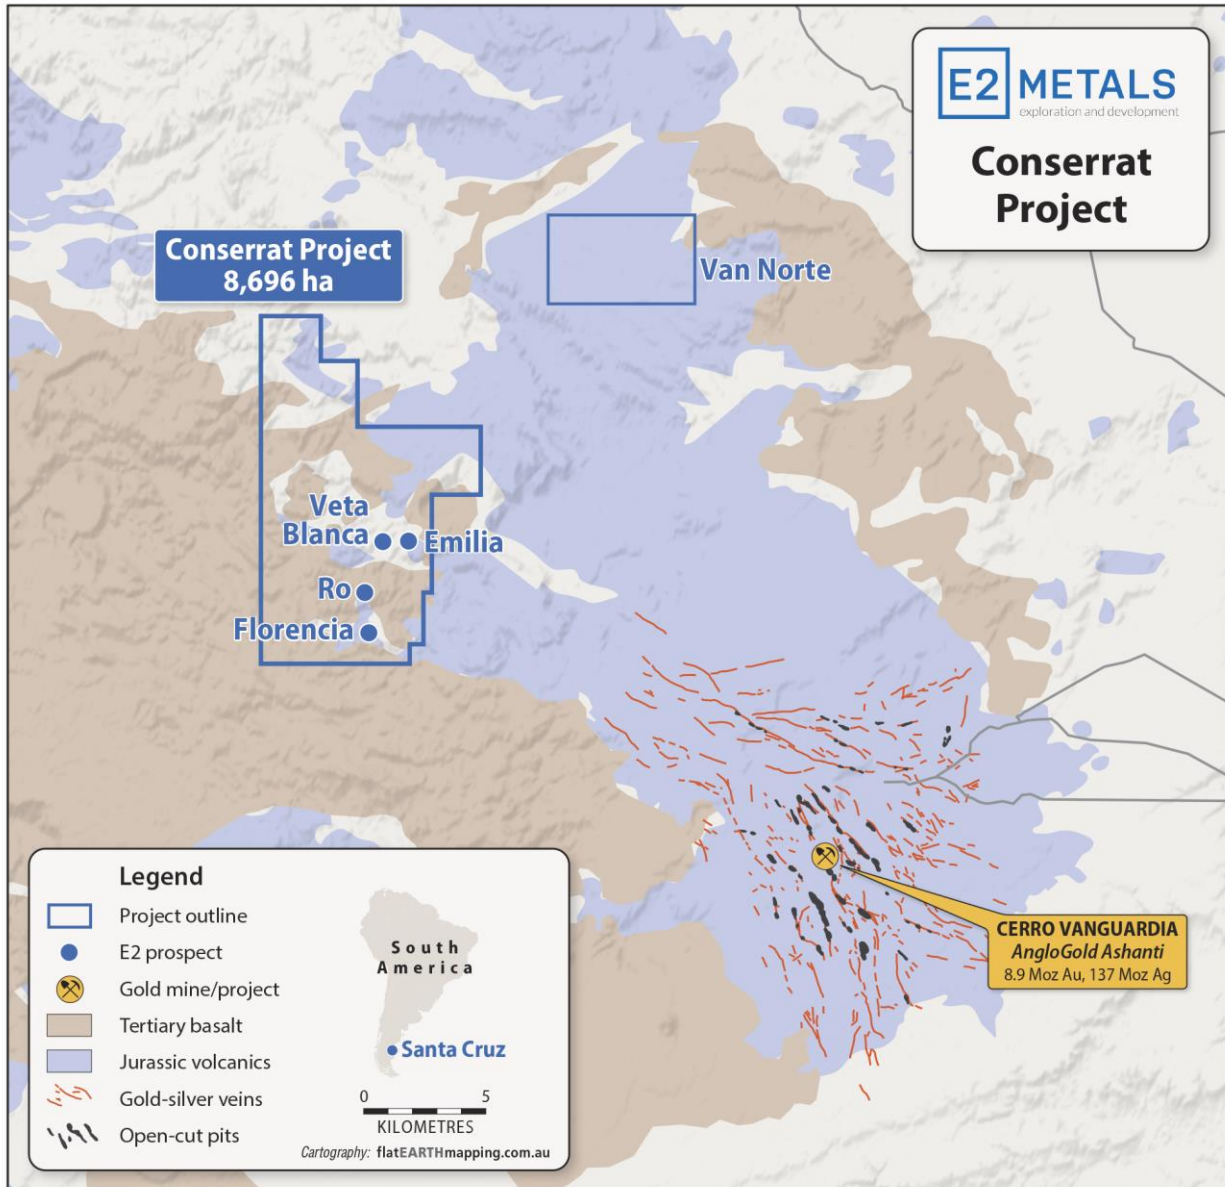 E2 METALS
exploration and development
Conserrat
Project
Conserrat Project
8,696 ha
Van Norte
Veta
Blanca
Emilia
Ro
Florencia
CERRO VANGUARDIA
AngloGold Ashanti
8.9 Moz Au, 137 Moz Ag
Legend
Project outline
E2 prospect
Gold mine/project
Tertiary basalt
Jurassic volcanics
Gold-silver veins
Open-cut pits
South
America
Santa Cruz
0 5
KILOMETRES
Cartography: flatEARTHmapping.com.au